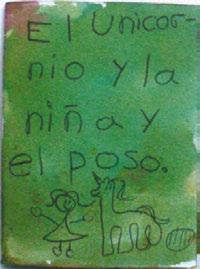 El Unicor-
nio y la
niña y
el poso.